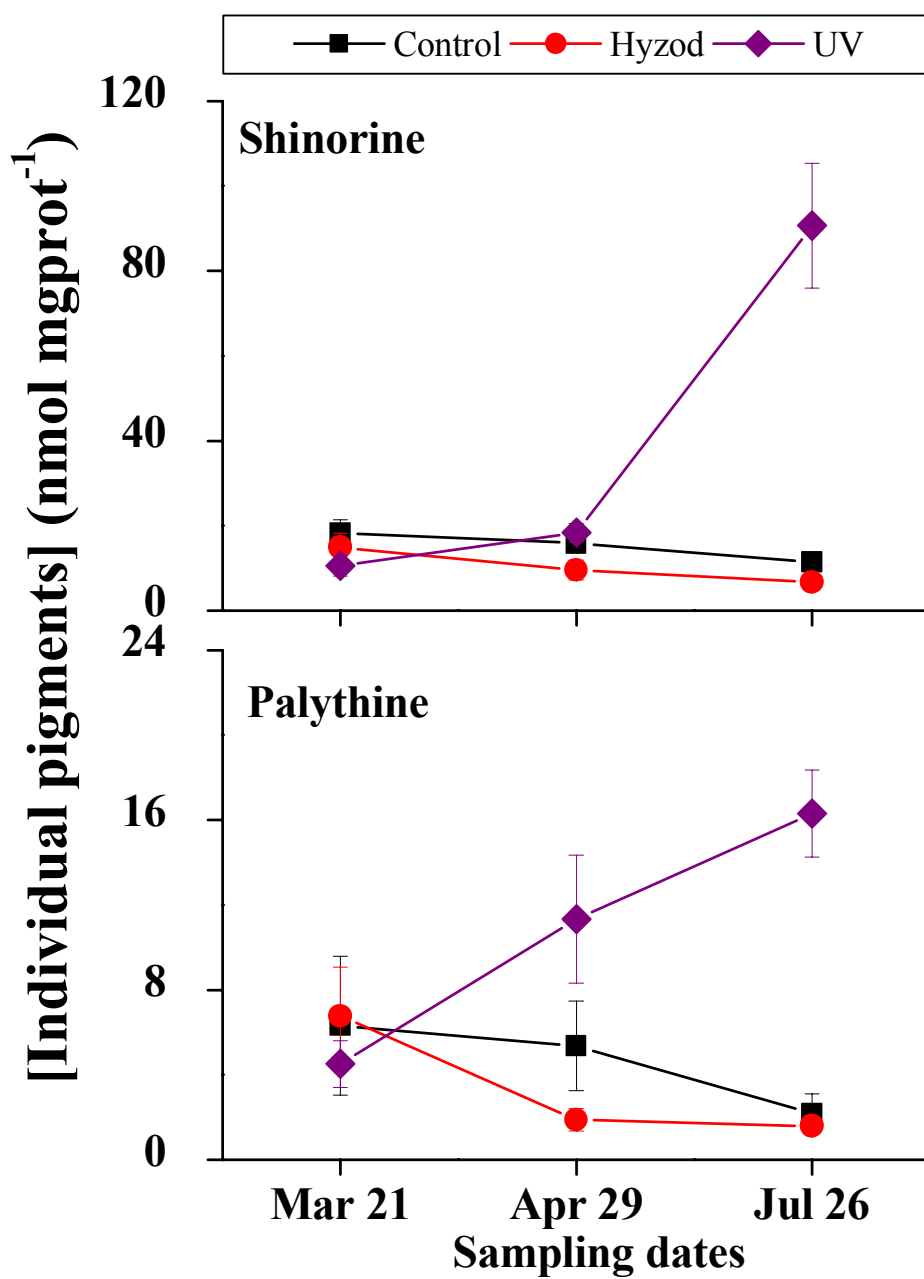 Control Hyzod UV
[Individual pigments] (nmol mgprot⁻¹)
Shinorine
120
80
40
0
Palythine
24
16
8
0
Mar 21 Apr 29 Jul 26
Sampling dates